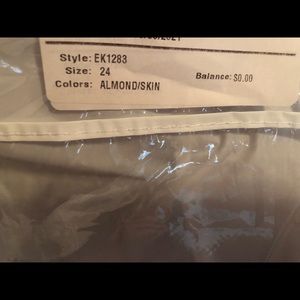 Style: EK1283
Size: 24
Balance: $0.00
Colors: ALMOND/SKIN